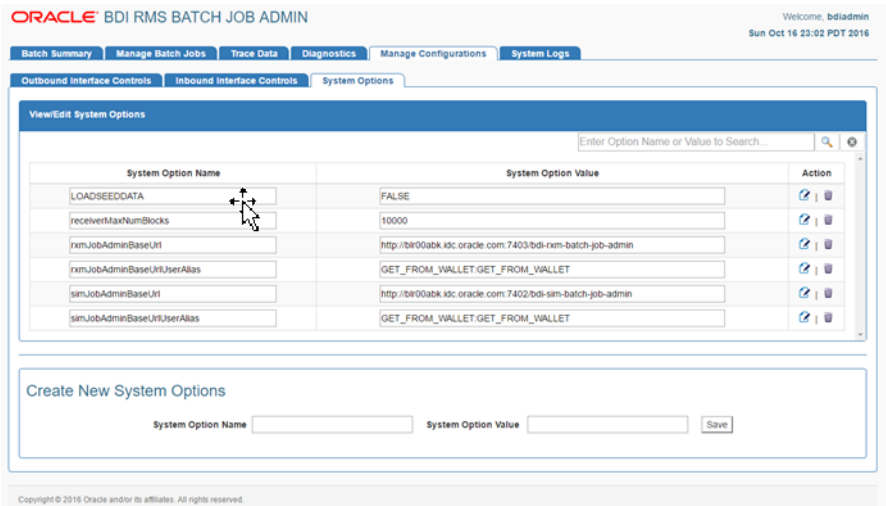 ORACLE® BDI RMS BATCH JOB ADMIN
Welcome, bdiadmin
Sun Oct 16 23:02 PDT 2016
Batch Summary Manage Batch Jobs Trace Data Diagnostics Manage Configurations System Logs
Outbound Interface Controls Inbound Interface Controls System Options
View/Edit System Options
Enter Option Name or Value to Search...
System Option Name System Option Value Action
LOADSEEDDATA FALSE |
receiverMaxNumBlocks 10000 |
rxmJobAdminBaseUrl http://blr00abk.idc.oracle.com:7403/bdi-rxm-batch-job-admin |
rxmJobAdminBaseUrlUserAlias GET_FROM_WALLET:GET_FROM_WALLET |
simJobAdminBaseUrl http://blr00abk.idc.oracle.com:7402/bdi-sim-batch-job-admin |
simJobAdminBaseUrlUserAlias GET_FROM_WALLET:GET_FROM_WALLET |
Create New System Options
System Option Name System Option Value Save
Copyright © 2016 Oracle and/or its affiliates. All rights reserved.